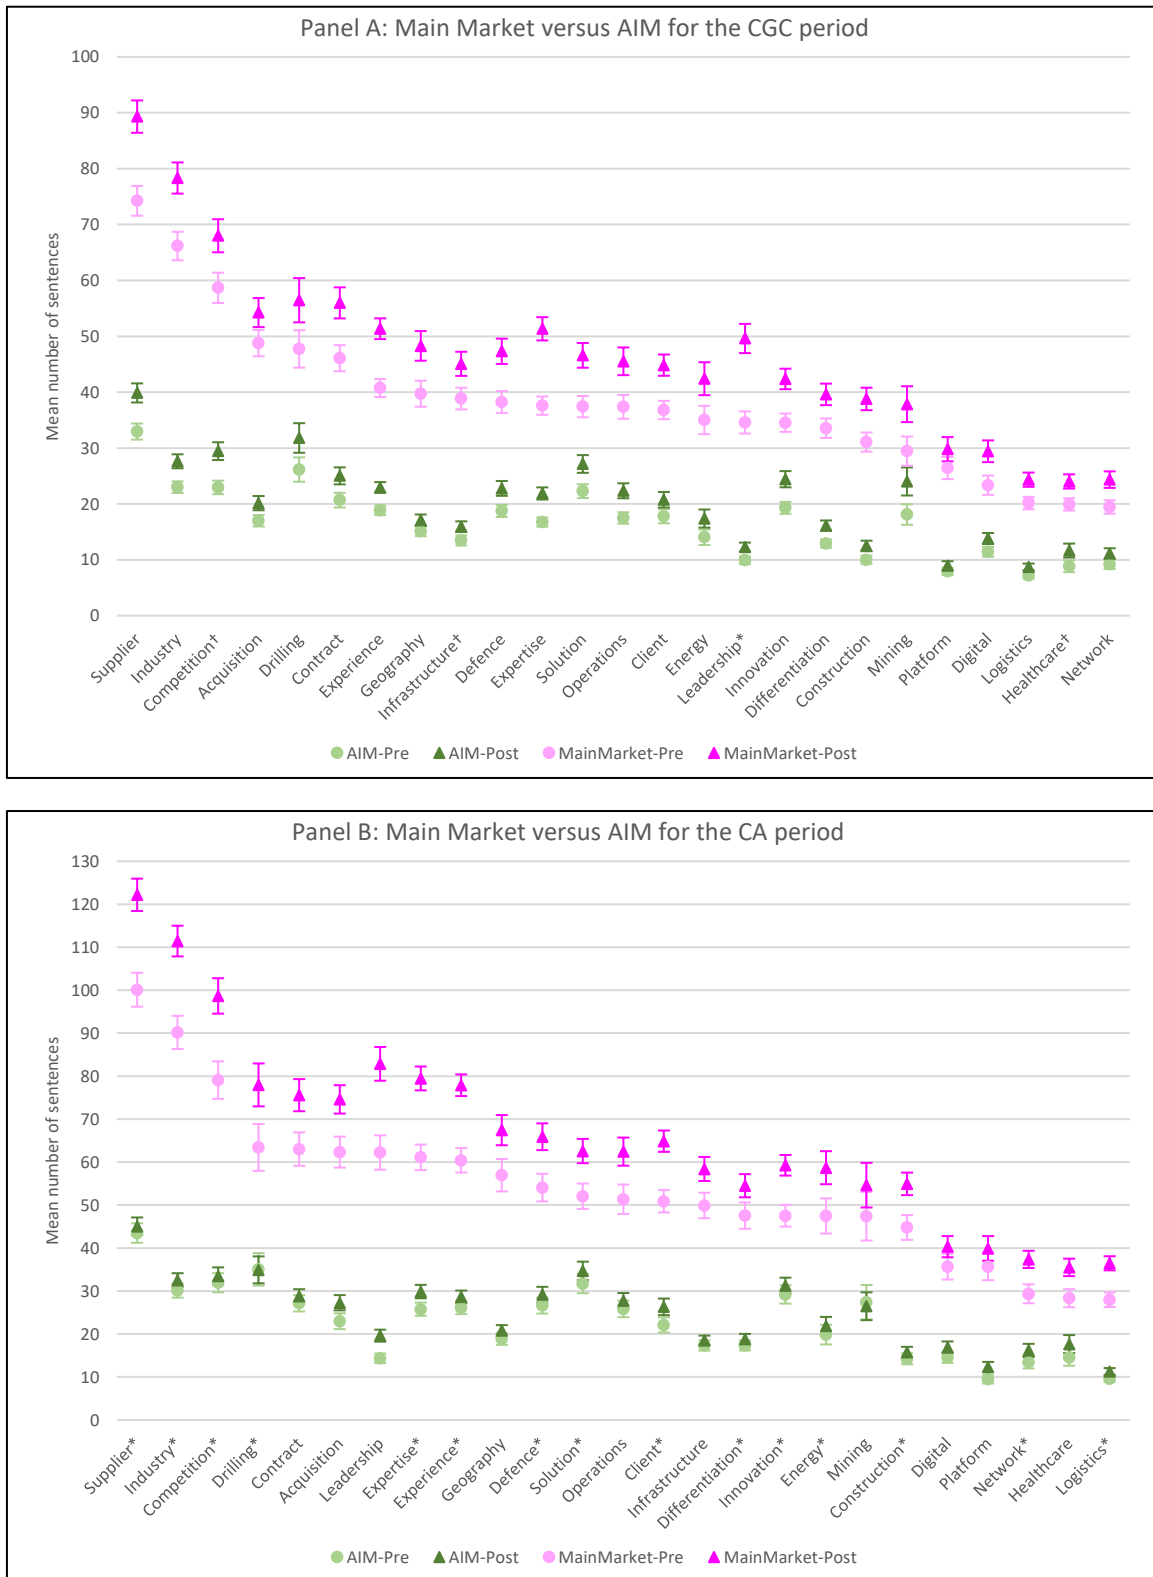 Panel A: Main Market versus AIM for the CGC period
Mean number of sentences
100
90
80
70
60
50
40
30
20
10
0
Supplier
Industry
Competition†
Acquisition
Drilling
Contract
Experience
Geography
Infrastructure†
Defence
Expertise
Solution
Operations
Client
Energy
Leadership*
Innovation
Differentiation
Construction
Mining
Platform
Digital
Logistics
Healthcare†
Network
AIM-Pre AIM-Post MainMarket-Pre MainMarket-Post
Panel B: Main Market versus AIM for the CA period
Mean number of sentences
130
120
110
100
90
80
70
60
50
40
30
20
10
0
Supplier*
Industry*
Competition*
Drilling*
Contract
Acquisition
Leadership
Expertise*
Experience*
Geography
Defence*
Solution*
Operations
Client*
Infrastructure
Differentiation*
Innovation*
Energy*
Mining
Construction*
Digital
Platform
Network*
Healthcare
Logistics*
AIM-Pre AIM-Post MainMarket-Pre MainMarket-Post